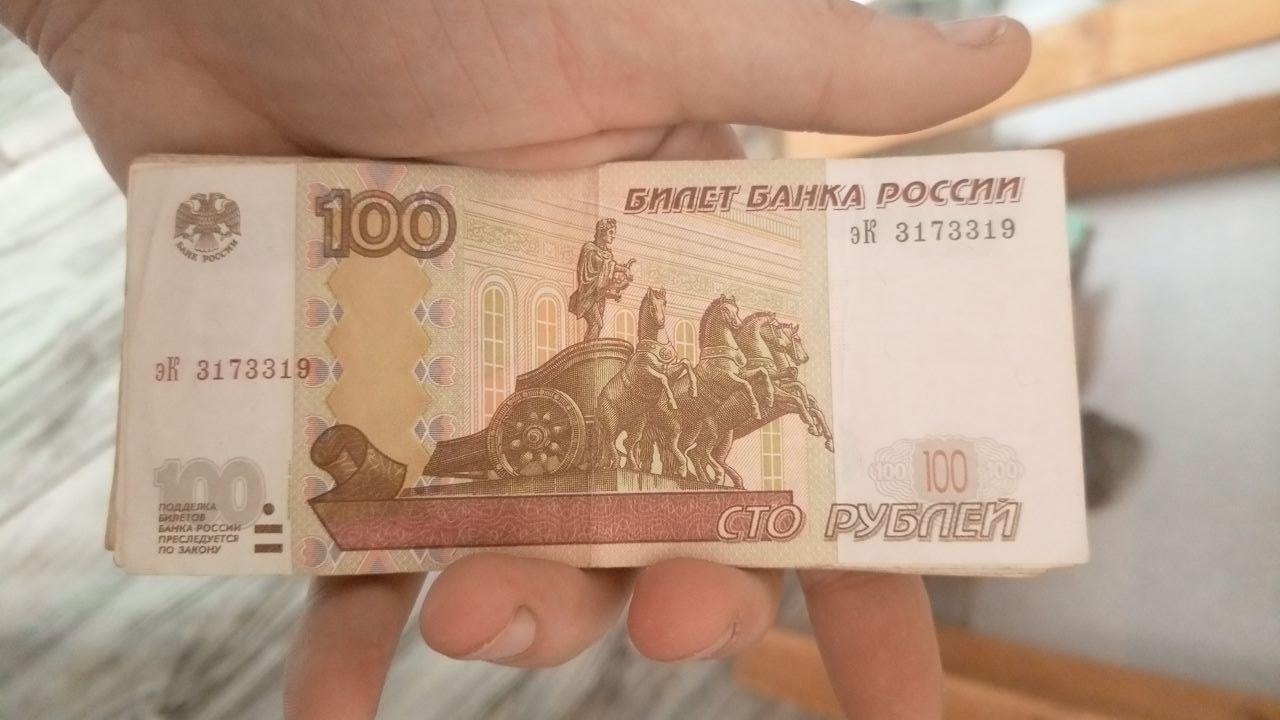 БАНК РОССИИ
100
БИЛЕТ БАНКА РОССИИ
эК 3173319
эК 3173319
100
ПОДДЕЛКА
БИЛЕТОВ
БАНКА РОССИИ
ПРЕСЛЕДУЕТСЯ
ПО ЗАКОНУ
100 100 100
СТО РУБЛЕЙ